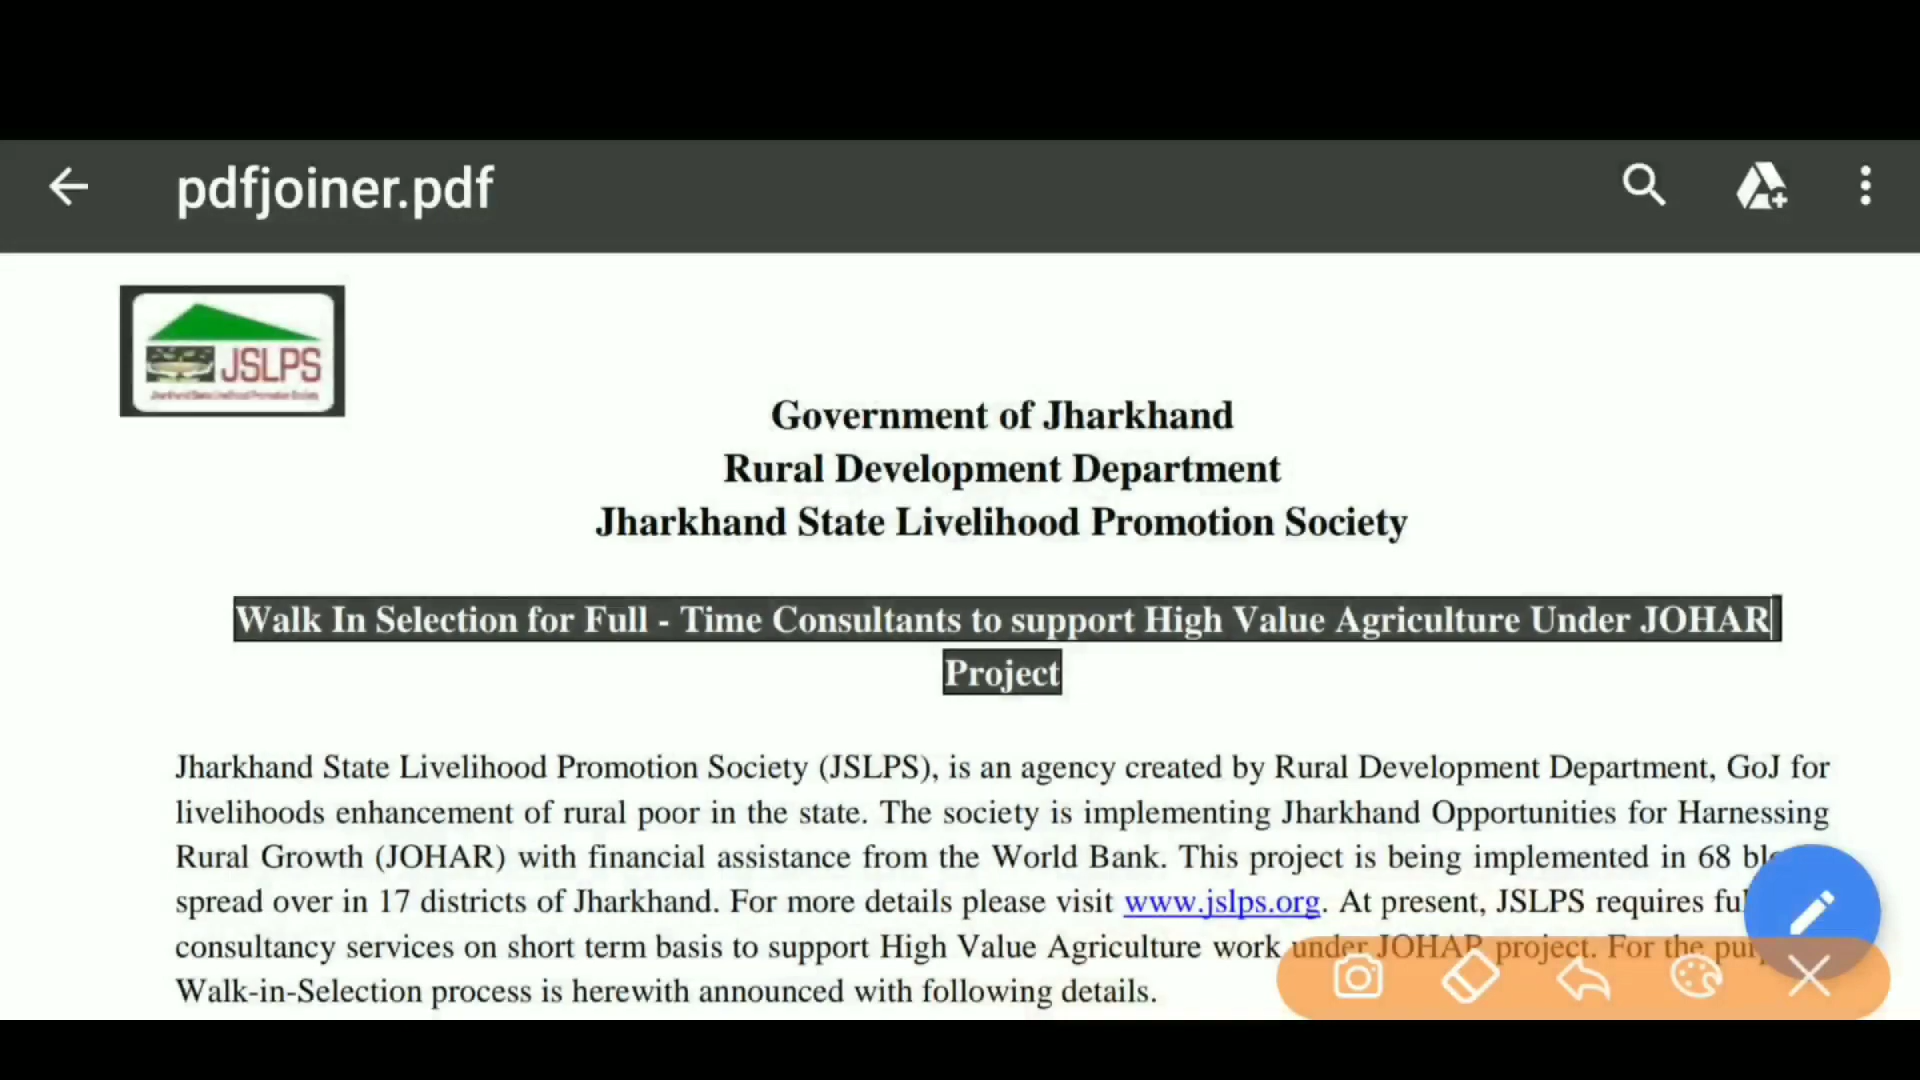 pdfjoiner.pdf
JSLPS
Government of Jharkhand
Rural Development Department
Jharkhand State Livelihood Promotion Society
Walk In Selection for Full - Time Consultants to support High Value Agriculture Under JOHAR
Project
Jharkhand State Livelihood Promotion Society (JSLPS), is an agency created by Rural Development Department, GoJ for
livelihoods enhancement of rural poor in the state. The society is implementing Jharkhand Opportunities for Harnessing
Rural Growth (JOHAR) with financial assistance from the World Bank. This project is being implemented in 68
spread over in 17 districts of Jharkhand. For more details please visit www.jslps.org. At present, JSLPS requires
consultancy services on short term basis to support High Value Agriculture work under JOHAR project. For the
Walk-in-Selection process is herewith announced with following details.